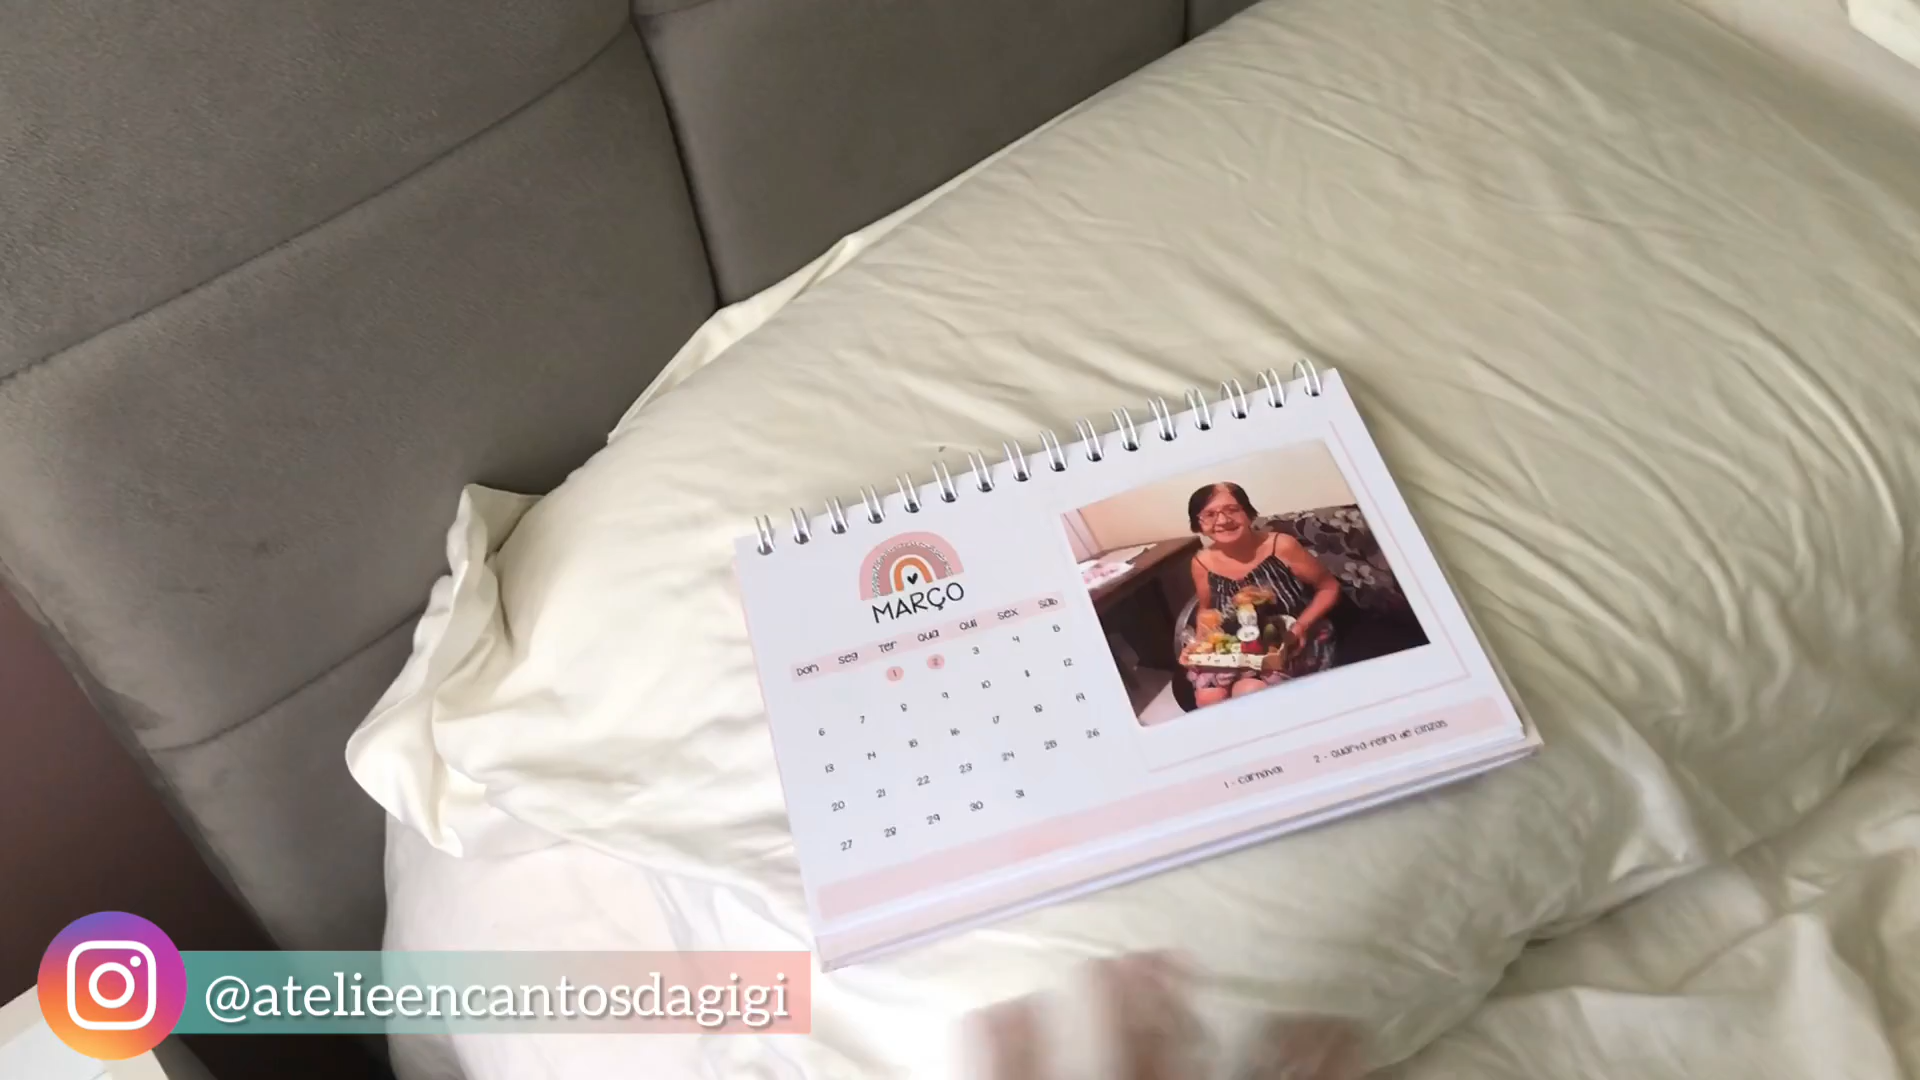 MARÇO
Dom Seg Ter Qua Qui Sex Sáb
1 2 3 4 5
6 7 8 9 10 11 12
13 14 15 16 17 18 19
20 21 22 23 24 25 26
27 28 29 30 31
1 - Carnaval 2 - Quarta-feira de Cinzas
@atelieencantosdagigi